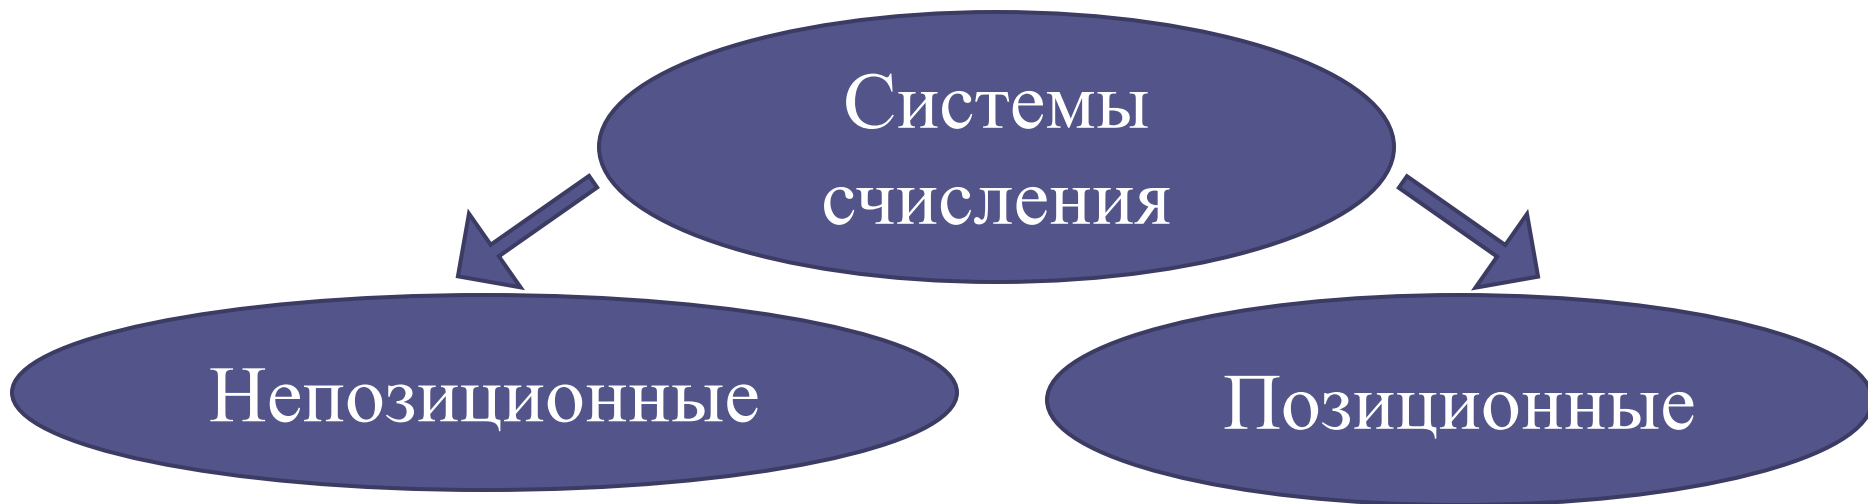 Системы
счисления
Непозиционные
Позиционные